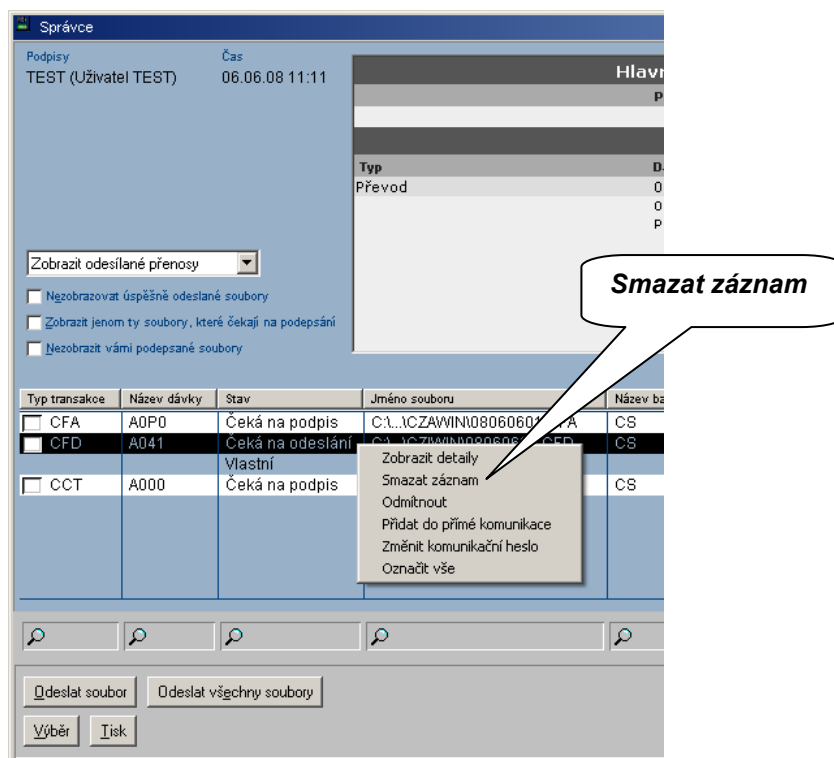 Správce
Podpisy
Čas
TEST (Uživatel TEST)
06.06.08 11:11
Typ
Převod
Zobrazit odesílané přenosy
Nezobrazovat úspěšně odeslané soubory
Zobrazit jenom ty soubory, které čekají na podepsání
Nezobrazit vámi podepsané soubory
Smazat záznam
Typ transakce Název dávky Stav Jméno souboru
CFA A0P0 Čeká na podpis CS
CFD A041 Čeká na odeslání CS
Vlastní
CCT A000 Čeká na podpis CS
Zobrazit detaily
Smazat záznam
Odmítnout
Přidat do přímé komunikace
Změnit komunikační heslo
Označit vše
Odeslat soubor Odeslat všechny soubory
Výběr Tisk